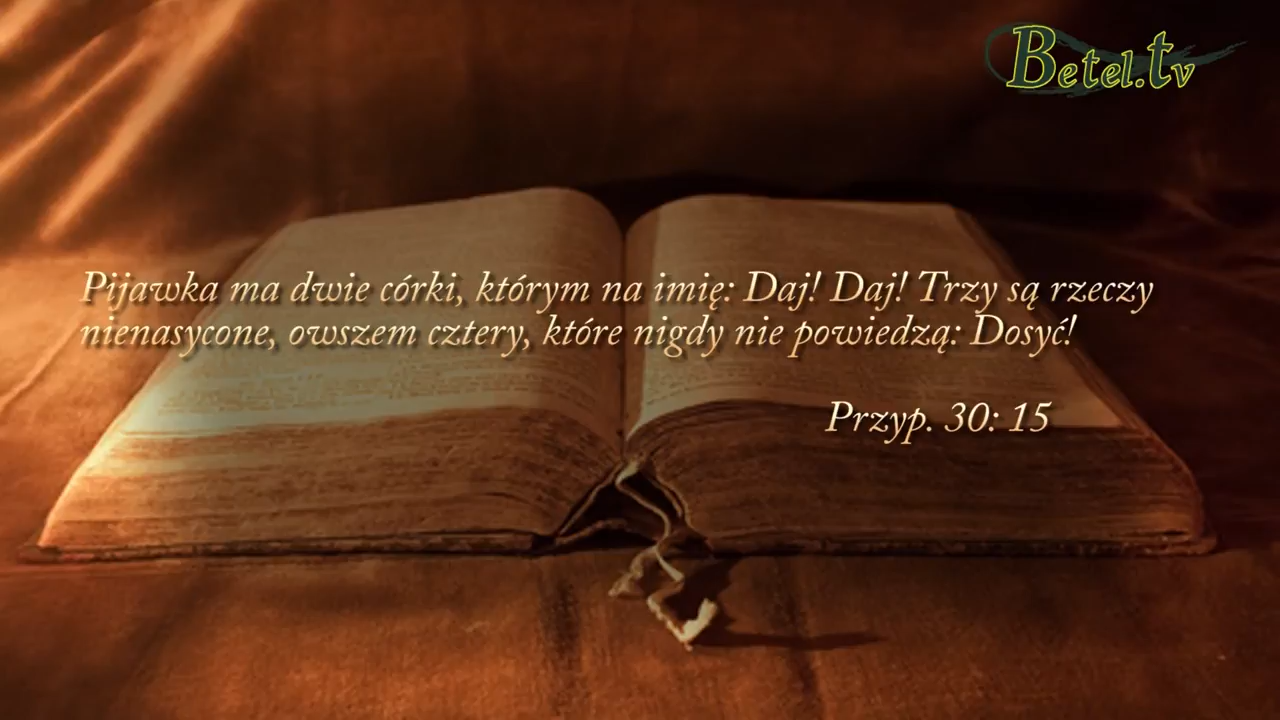 Betel.tv
Pijawka ma dwie córki, którym na imię: Daj! Daj! Trzy są rzeczy
nienasycone, owszem cztery, które nigdy nie powiedzą: Dosyć!
Przyp. 30: 15